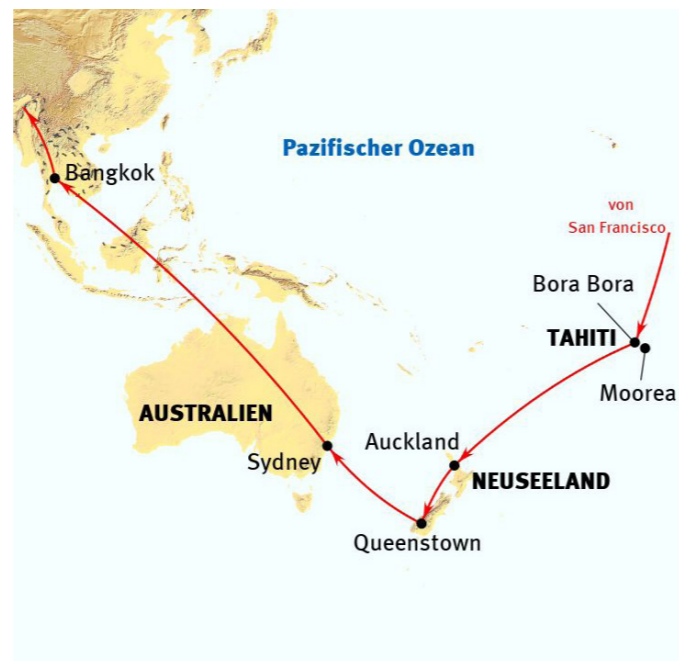 Pazifischer Ozean
Bangkok
von
San Francisco
Bora Bora
TAHITI
Moorea
AUSTRALIEN
Auckland
Sydney
NEUSEELAND
Queenstown